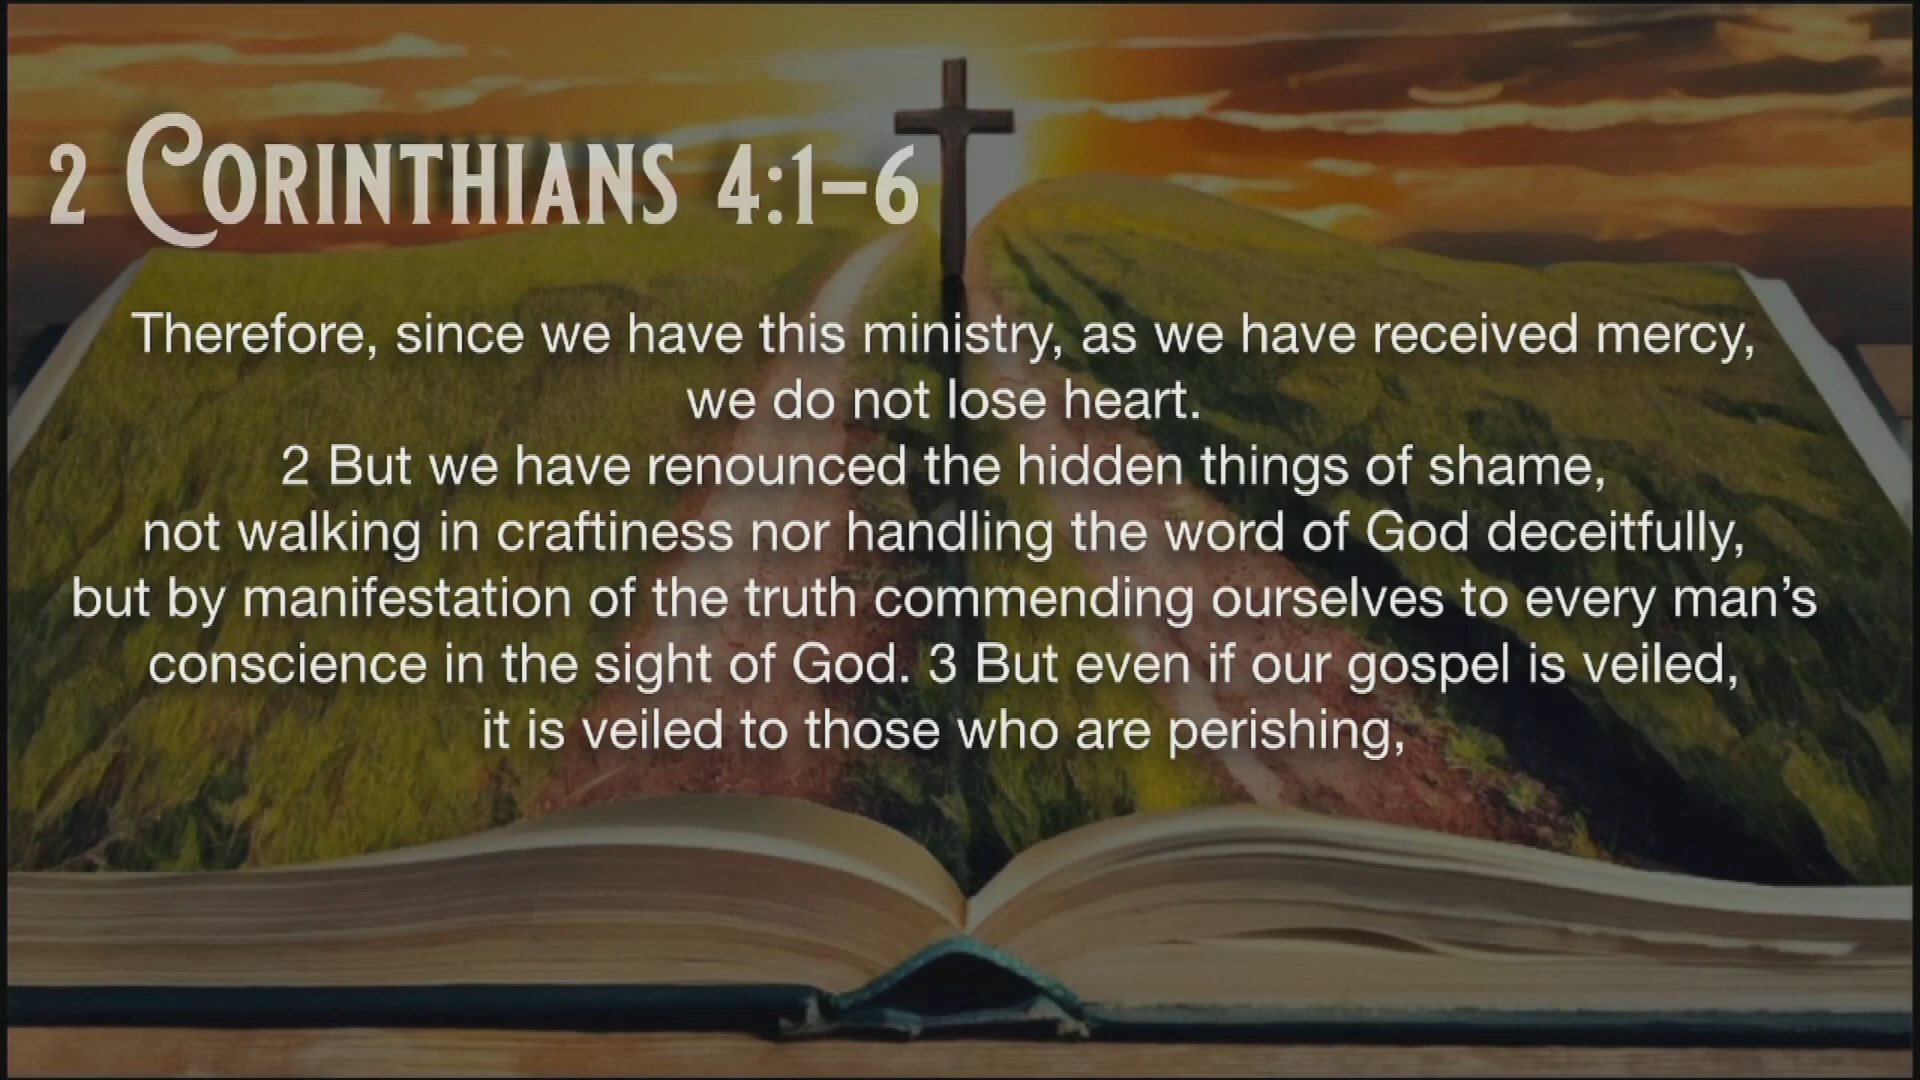 2 Corinthians 4:1–6
Therefore, since we have this ministry, as we have received mercy,
we do not lose heart.
2 But we have renounced the hidden things of shame,
not walking in craftiness nor handling the word of God deceitfully,
but by manifestation of the truth commending ourselves to every man’s
conscience in the sight of God. 3 But even if our gospel is veiled,
it is veiled to those who are perishing,